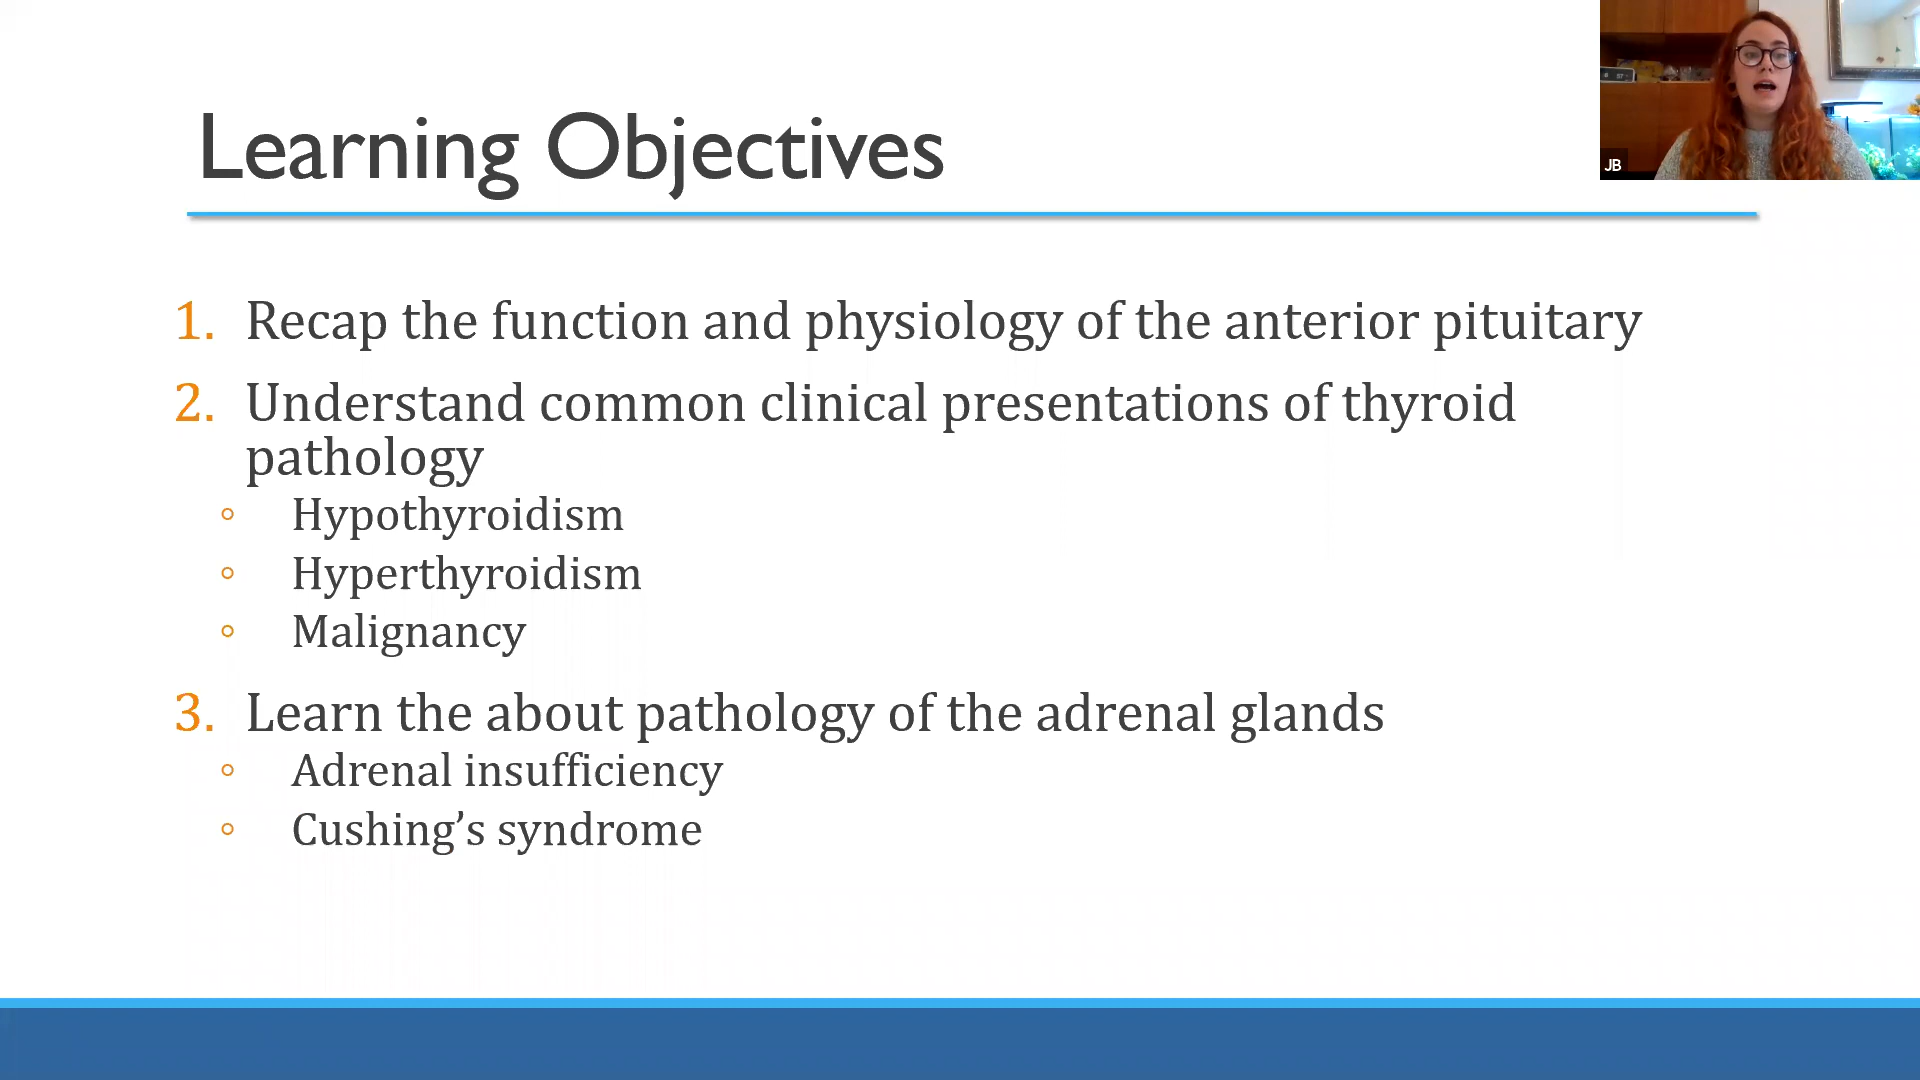 Learning Objectives
JB
1. Recap the function and physiology of the anterior pituitary
2. Understand common clinical presentations of thyroid
pathology
◦ Hypothyroidism
◦ Hyperthyroidism
◦ Malignancy
3. Learn the about pathology of the adrenal glands
◦ Adrenal insufficiency
◦ Cushing’s syndrome